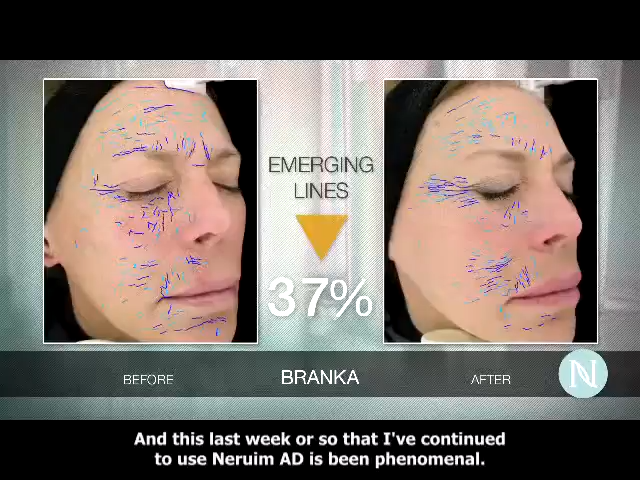 EMERGING
LINES
37%
BEFORE
BRANKA
AFTER
N
And this last week or so that I've continued
to use Neruim AD is been phenomenal.